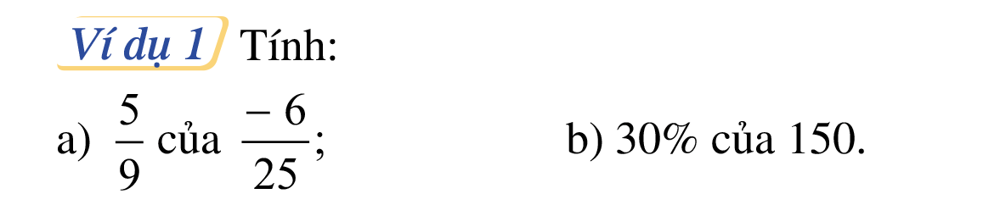 Ví dụ 1 Tính:
a) 5/9 của −6/25;
b) 30% của 150.